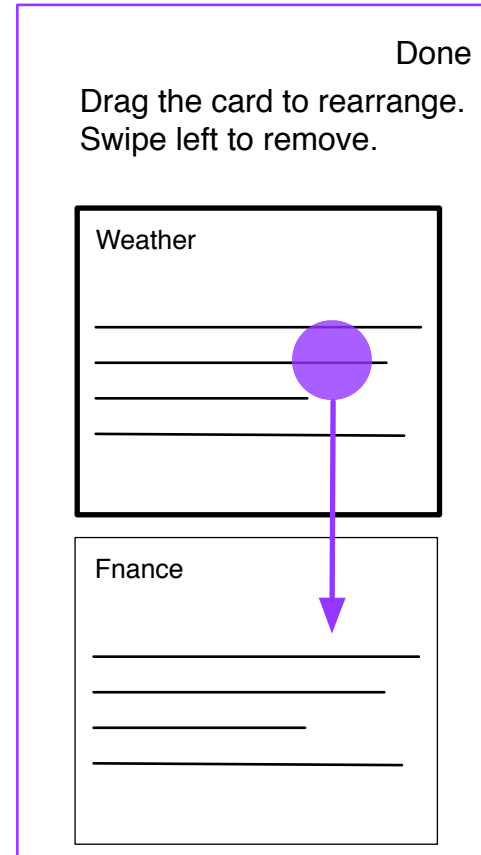 Done
Drag the card to rearrange.
Swipe left to remove.
Weather
Fnance